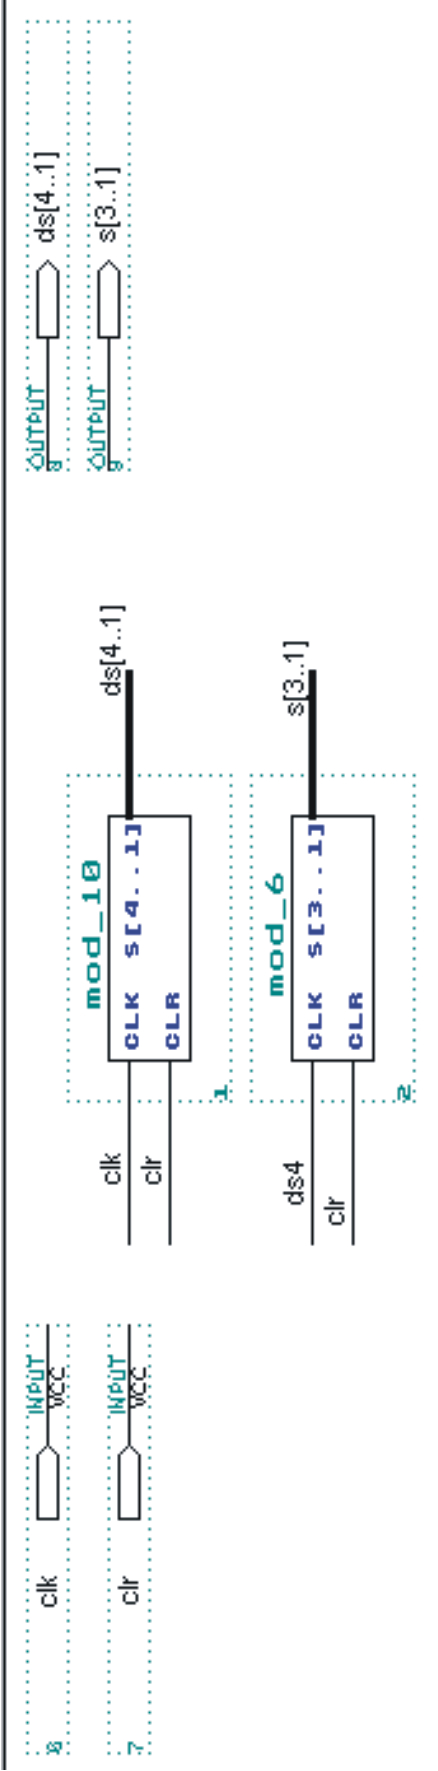 clk
INPUT
VCC
6
clr
INPUT
VCC
7
mod_10
clk
CLK S[4..1]
ds[4..1]
clr
CLR
1
mod_6
ds4
CLK S[3..1]
s[3..1]
clr
CLR
2
OUTPUT
ds[4..1]
8
OUTPUT
s[3..1]
9